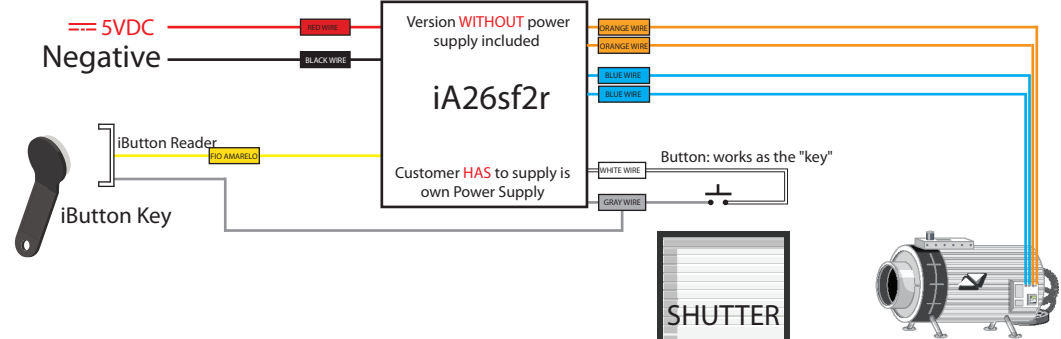 5VDC
RED WIRE
Negative
BLACK WIRE
Version WITHOUT power
supply included
iA26sf2r
Customer HAS to supply is
own Power Supply
ORANGE WIRE
ORANGE WIRE
BLUE WIRE
BLUE WIRE
iButton Reader
FIO AMARELO
iButton Key
WHITE WIRE
Button: works as the "key"
GRAY WIRE
SHUTTER